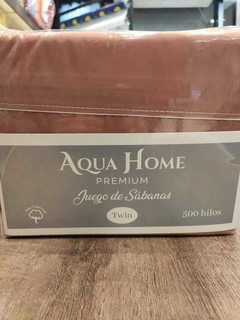 AQUA HOME
PREMIUM
Juego de Sábanas
Twin
500 hilos